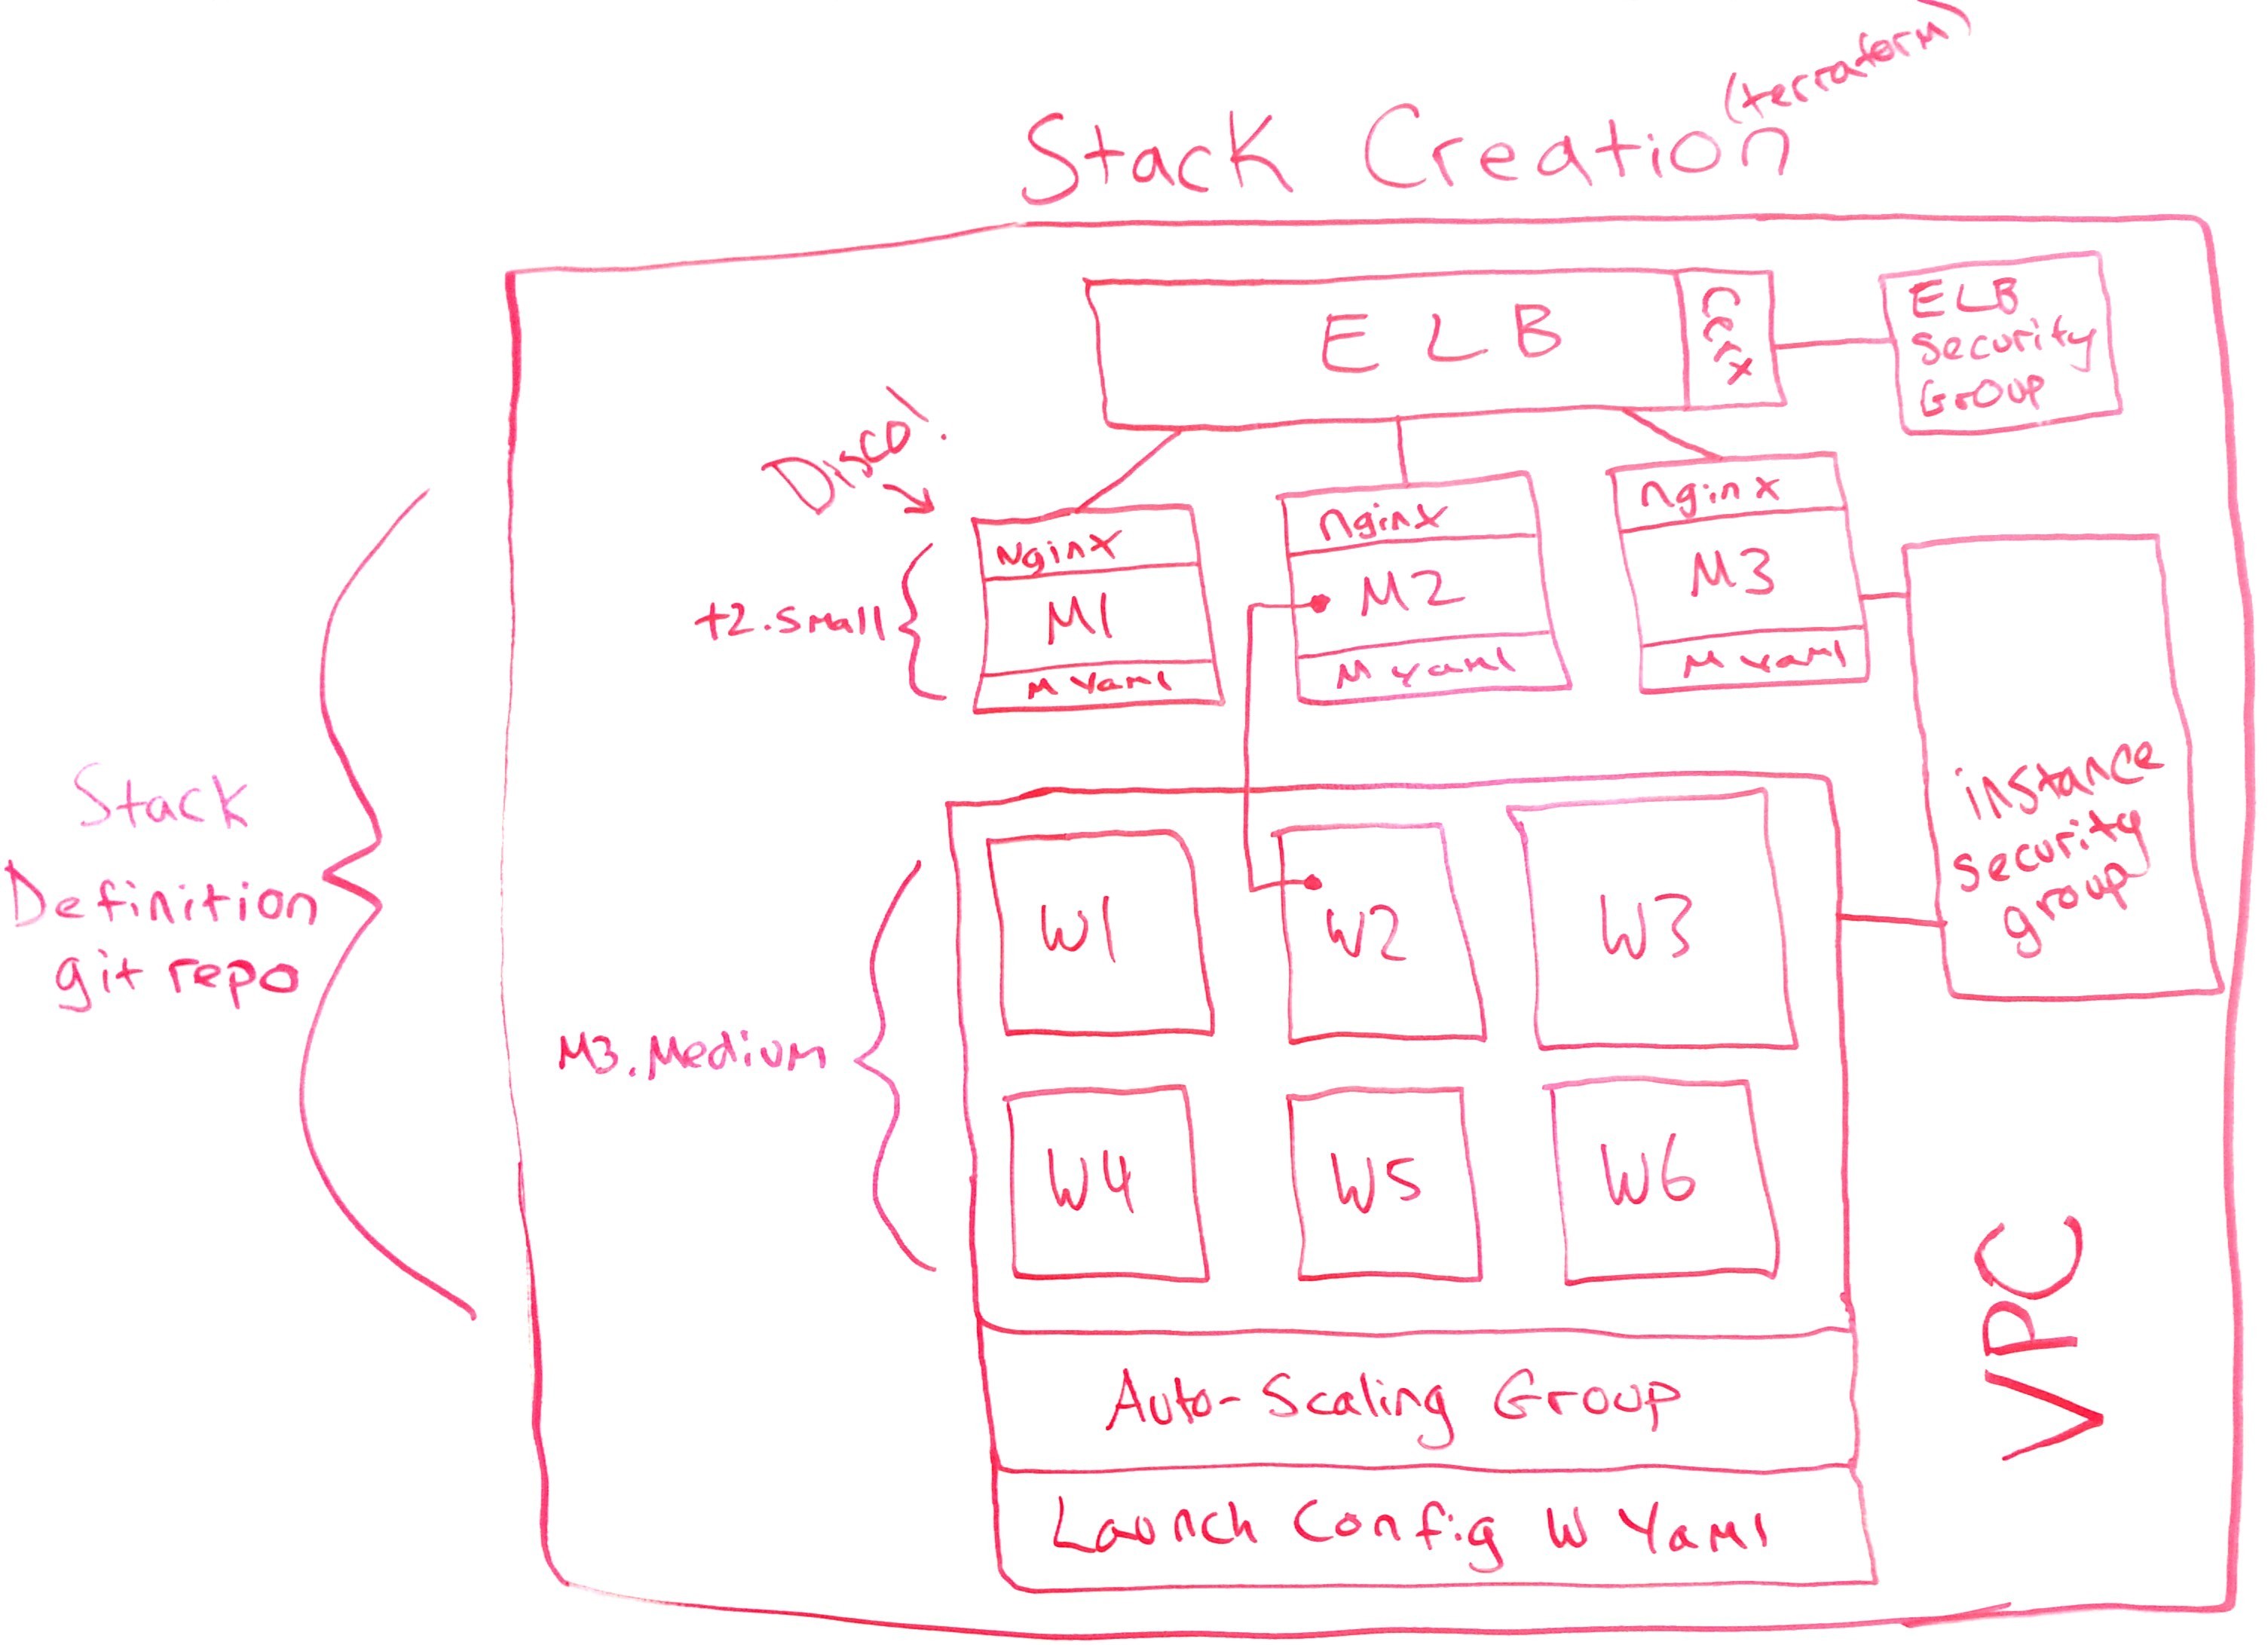 Stack Creation
(terraform)
ELB
Cert
ELB
Security
Group
Disco!
Nginx
M1
M Yaml
nginx
M2
M yaml
nginx
M3
M yaml
t2.small
instance
security
group
Stack
Definition
git repo
W1
W2
W3
M3.Medium
W4
W5
W6
VPC
Auto-Scaling Group
Launch Config W Yaml